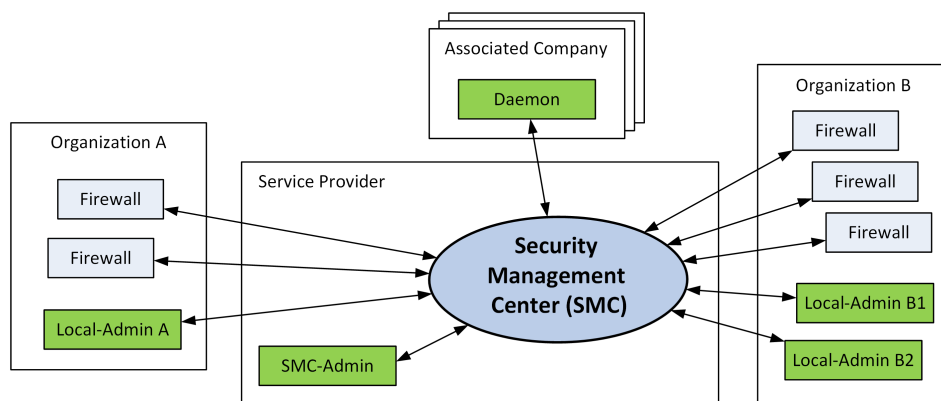 Associated Company
Daemon
Organization A
Firewall
Firewall
Local-Admin A
Service Provider
Security
Management
Center (SMC)
SMC-Admin
Organization B
Firewall
Firewall
Firewall
Local-Admin B1
Local-Admin B2